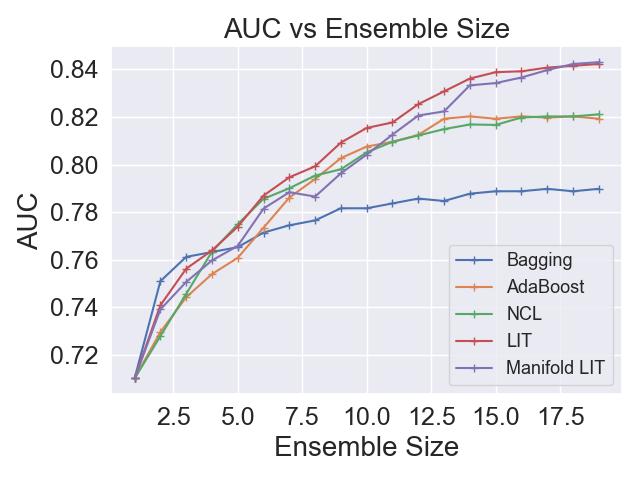 AUC vs Ensemble Size
AUC
0.84
0.82
0.80
0.78
0.76
0.74
0.72
Bagging
AdaBoost
NCL
LIT
Manifold LIT
2.5 5.0 7.5 10.0 12.5 15.0 17.5
Ensemble Size